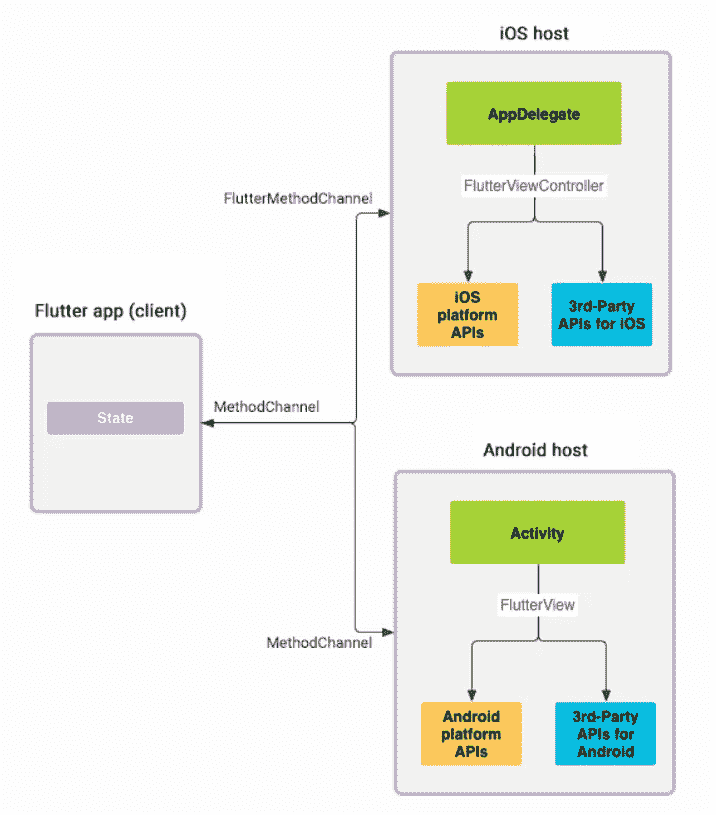 iOS host
AppDelegate
FlutterViewController
FlutterMethodChannel
iOS
platform
APIs
3rd-Party
APIs for iOS
Flutter app (client)
State
MethodChannel
Android host
Activity
FlutterView
MethodChannel
Android
platform
APIs
3rd-Party
APIs for
Android